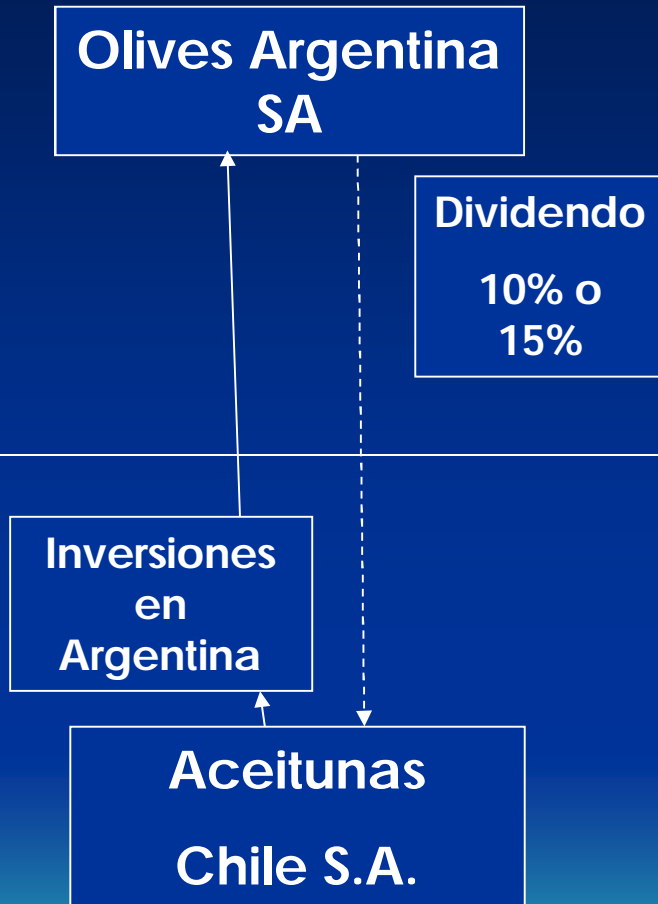 Olives Argentina
SA
Dividendo
10% o
15%
Inversiones
en
Argentina
Aceitunas
Chile S.A.